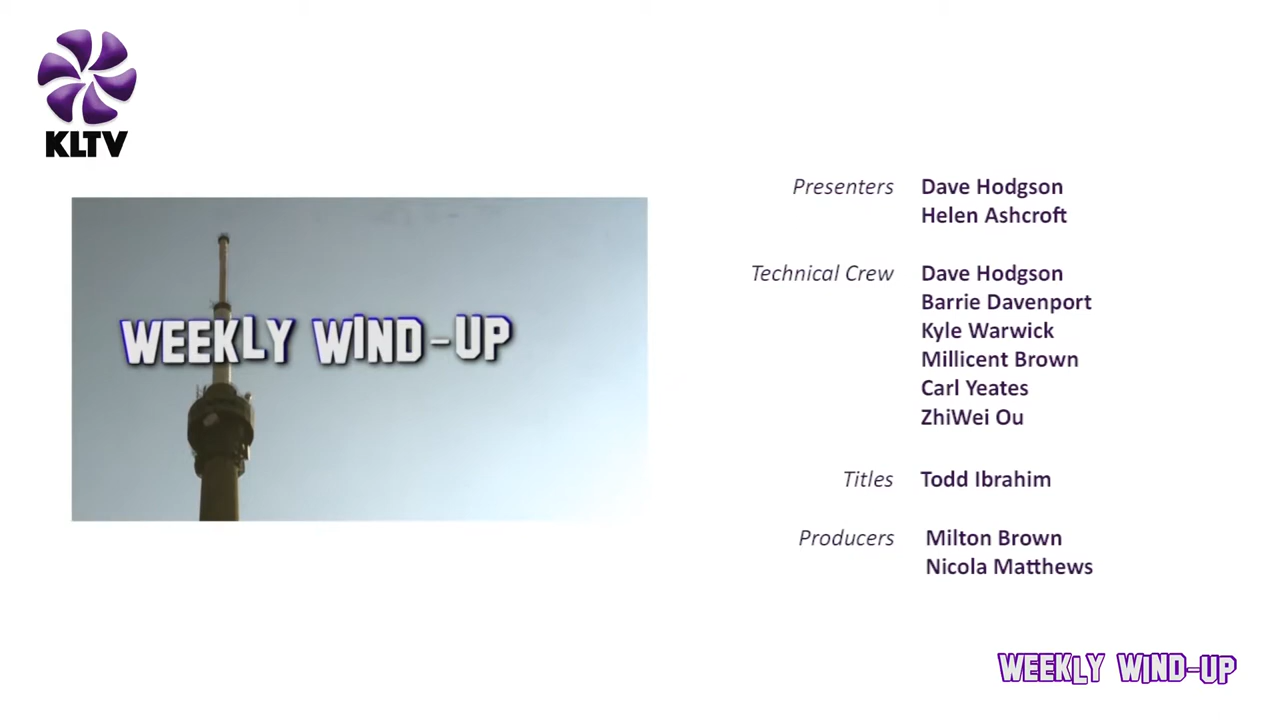 KLTV
WEEKLY WIND-UP
Presenters Dave Hodgson
Helen Ashcroft
Technical Crew Dave Hodgson
Barrie Davenport
Kyle Warwick
Millicent Brown
Carl Yeates
ZhiWei Ou
Titles Todd Ibrahim
Producers Milton Brown
Nicola Matthews
WEEKLY WIND-UP